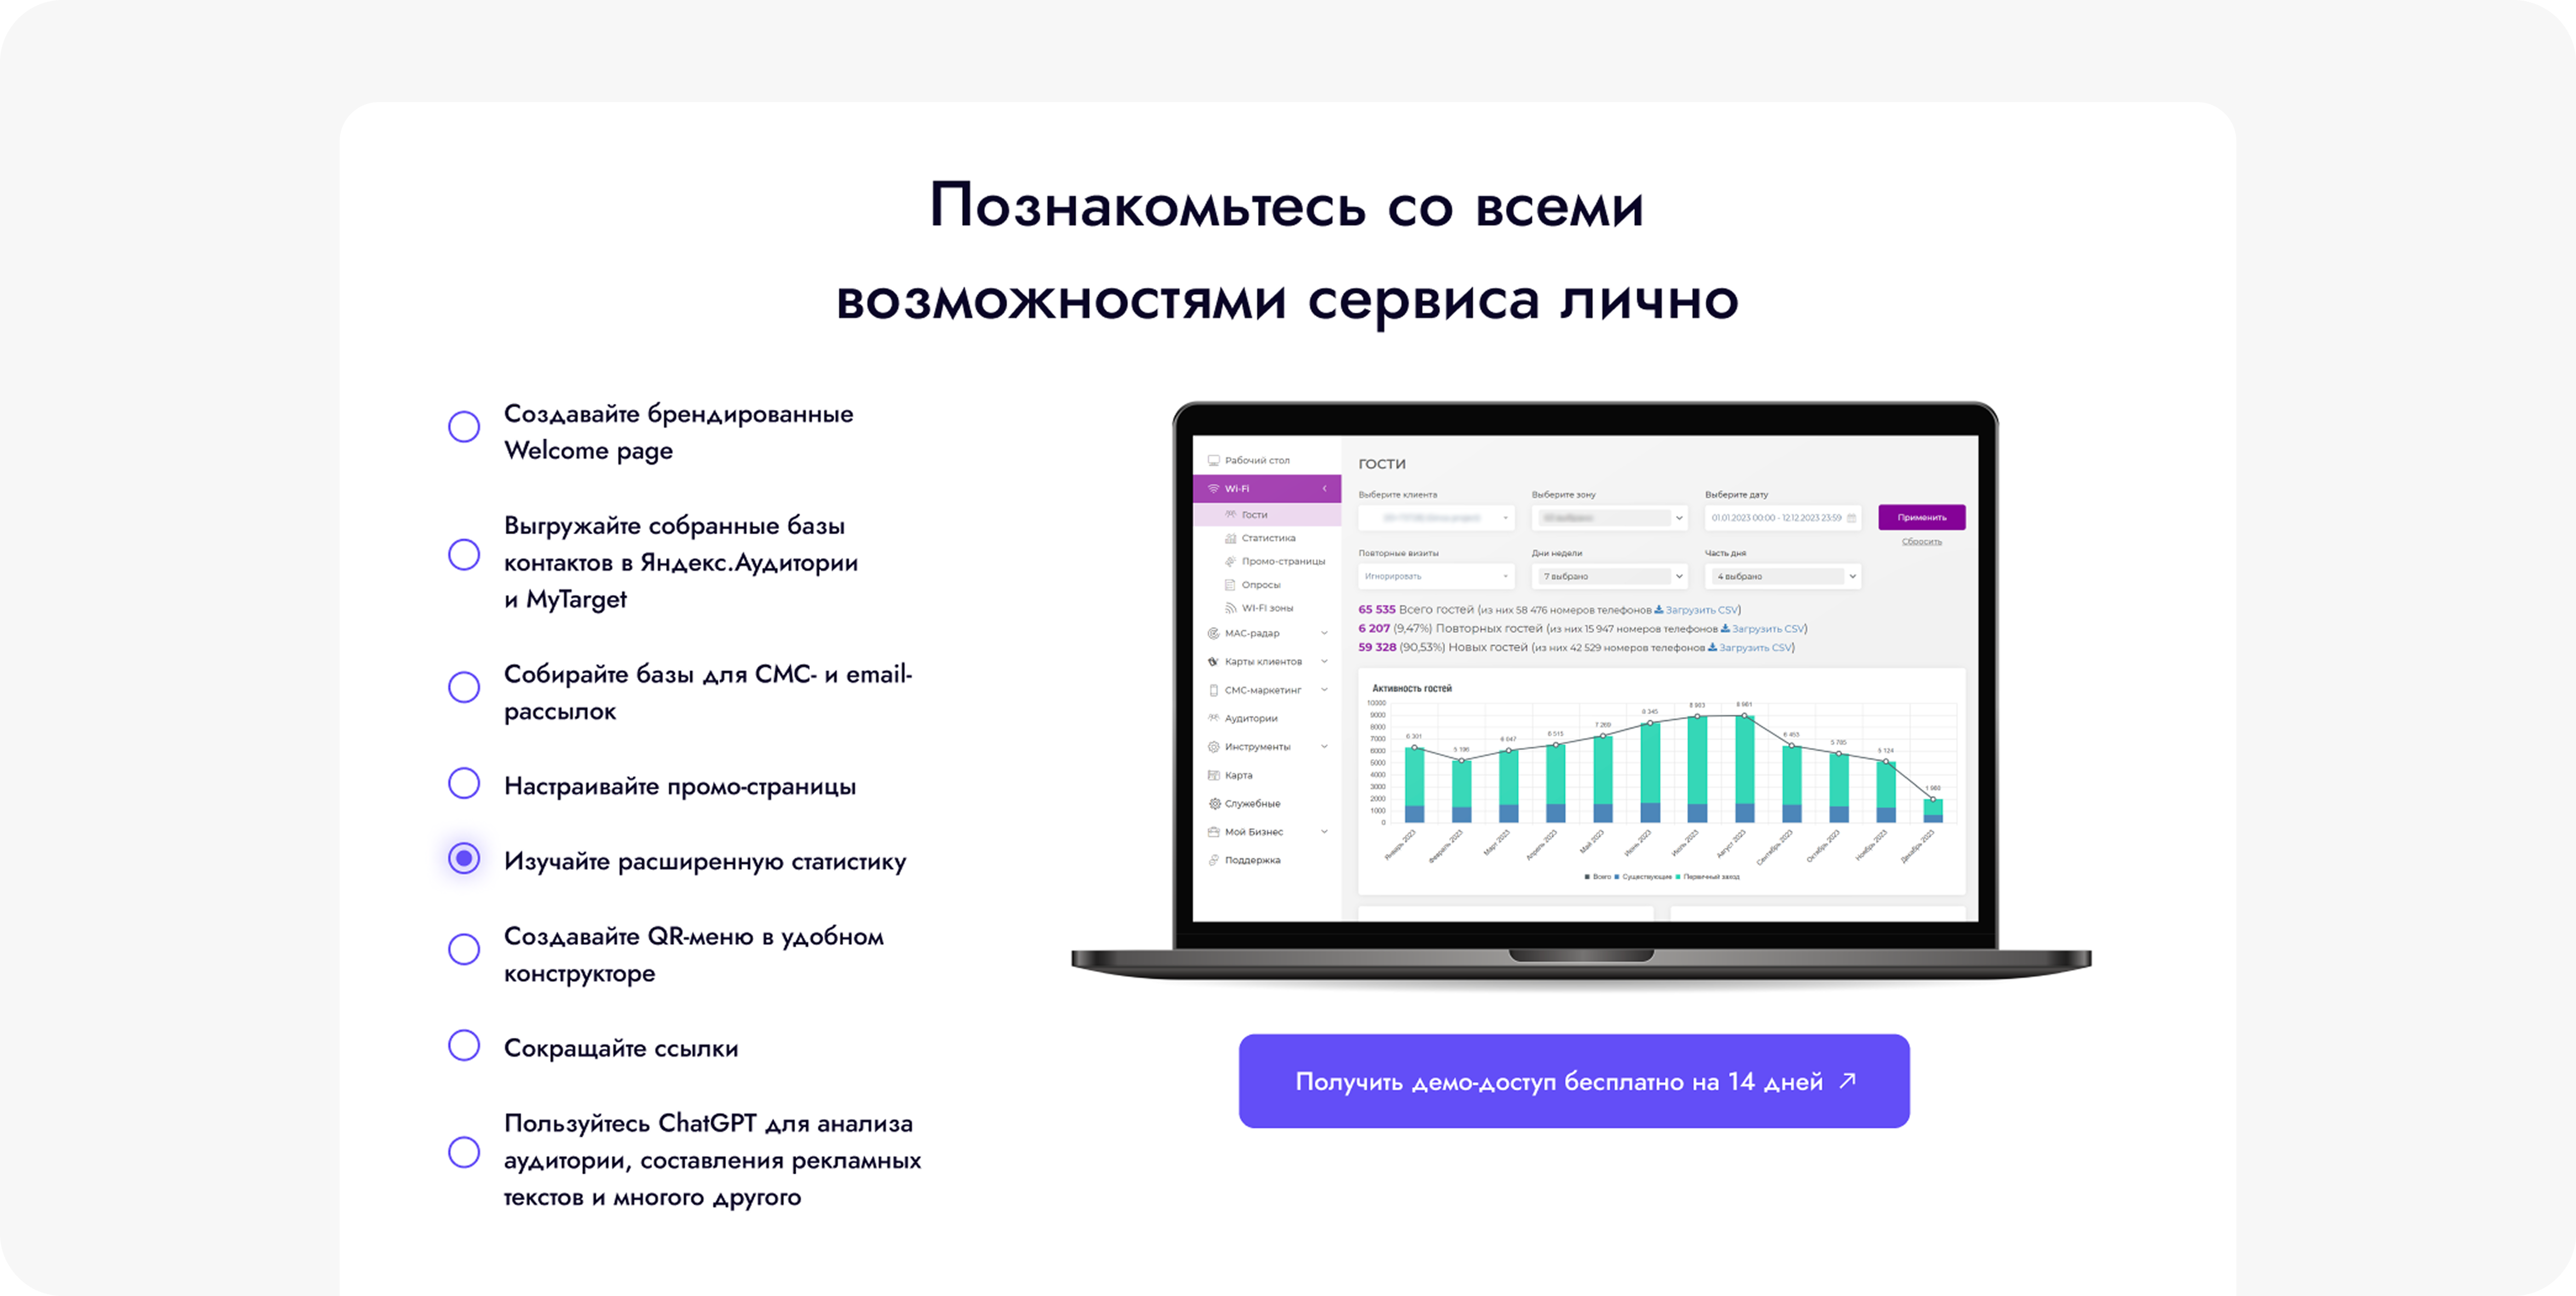 Познакомьтесь со всеми
возможностями сервиса лично
Создавайте брендированные
Welcome page
Выгружайте собранные базы
контактов в Яндекс.Аудитории
и MyTarget
Собирайте базы для СМС- и email-
рассылок
Настраивайте промо-страницы
Изучайте расширенную статистику
Создавайте QR-меню в удобном
конструкторе
Сокращайте ссылки
Пользуйтесь ChatGPT для анализа
аудитории, составления рекламных
текстов и многого другого
Рабочий стол
Wi-Fi
Гости
Статистика
Промо-страницы
Опросы
WI-FI зоны
MAC-радар
Карты клиентов
СМС-маркетинг
Аудитории
Инструменты
Карта
Служебные
Мой Бизнес
Поддержка
ГОСТИ
Выберите клиента
Выберите зону
Выберите дату
01.01.2023 00:00 - 12.12.2023 23:59
Применить
Сбросить
Повторные визиты
Дни недели
Часть дня
Игнорировать
7 выбрано
4 выбрано
65 535 Всего гостей (из них 58 476 номеров телефонов Загрузить CSV)
6 207 (9,47%) Повторных гостей (из них 15 947 номеров телефонов Загрузить CSV)
59 328 (90,53%) Новых гостей (из них 42 529 номеров телефонов Загрузить CSV)
Активность гостей
10000
9000
8000
7000
6000
5000
4000
3000
2000
1000
0
6 301
5 196
6 047
6 515
7 269
8 345
8 903
8 981
6 453
5 785
5 124
1 980
Январь 2023
Февраль 2023
Март 2023
Апрель 2023
Май 2023
Июнь 2023
Июль 2023
Август 2023
Сентябрь 2023
Октябрь 2023
Ноябрь 2023
Декабрь 2023
Всего Существующие Первичный заход
Получить демо-доступ бесплатно на 14 дней